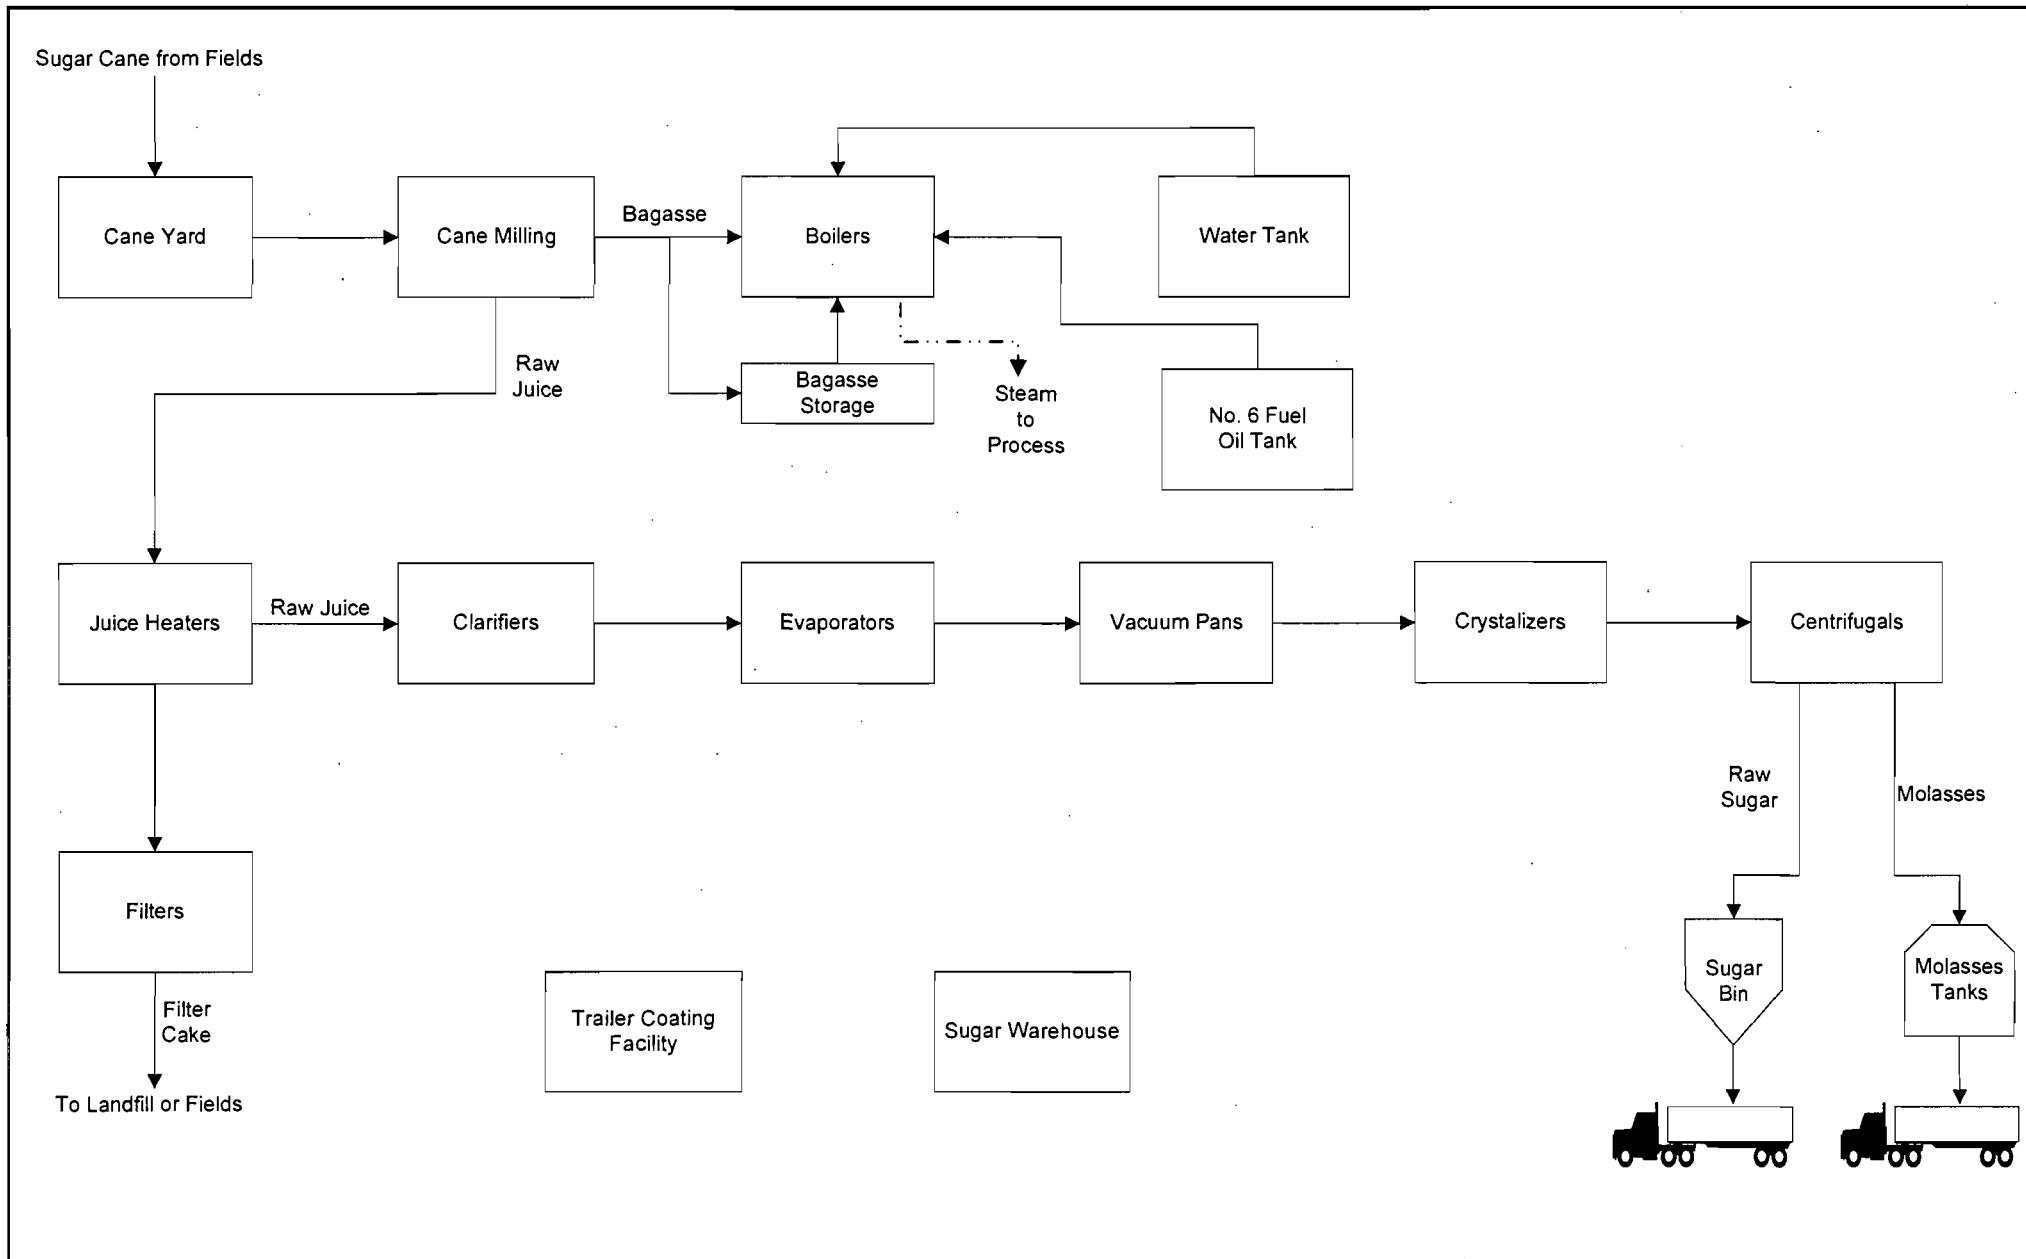 Sugar Cane from Fields
Cane Yard
Cane Milling
Bagasse
Boilers
Water Tank
Raw
Juice
Bagasse
Storage
Steam
to
Process
No. 6 Fuel
Oil Tank
Juice Heaters
Raw Juice
Clarifiers
Evaporators
Vacuum Pans
Crystalizers
Centrifugals
Raw
Sugar
Molasses
Filters
Filter
Cake
To Landfill or Fields
Trailer Coating
Facility
Sugar Warehouse
Sugar
Bin
Molasses
Tanks